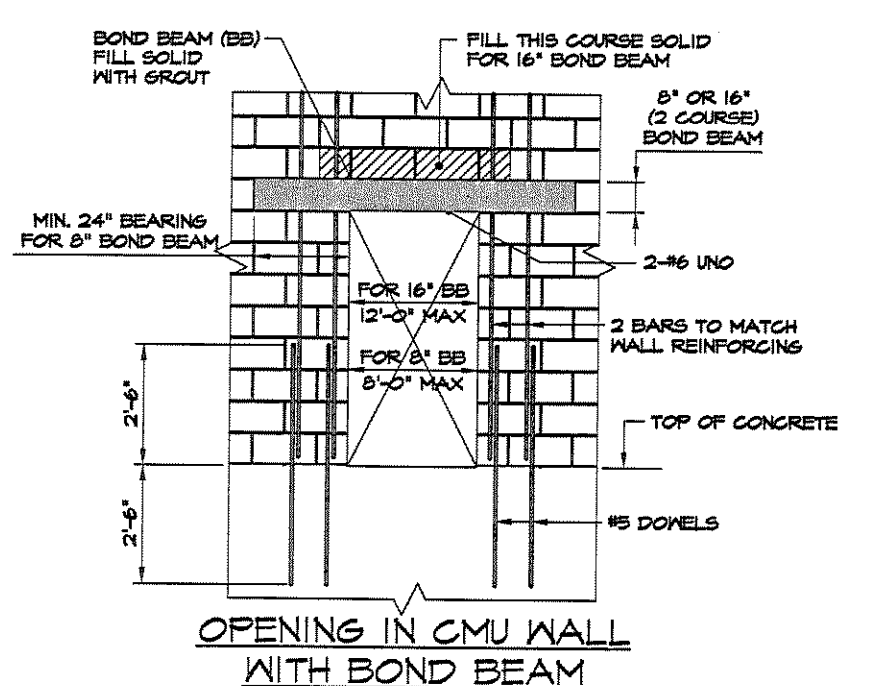 BOND BEAM (BB)
FILL SOLID
WITH GROUT
FILL THIS COURSE SOLID
FOR 16" BOND BEAM
8" OR 16"
(2 COURSE)
BOND BEAM
MIN. 24" BEARING
FOR 8" BOND BEAM
2-#6 UNO
FOR 16" BB
12'-0" MAX
2 BARS TO MATCH
WALL REINFORCING
FOR 8" BB
8'-0" MAX
2'-6"
TOP OF CONCRETE
2'-6"
#5 DOWELS
OPENING IN CMU WALL
WITH BOND BEAM